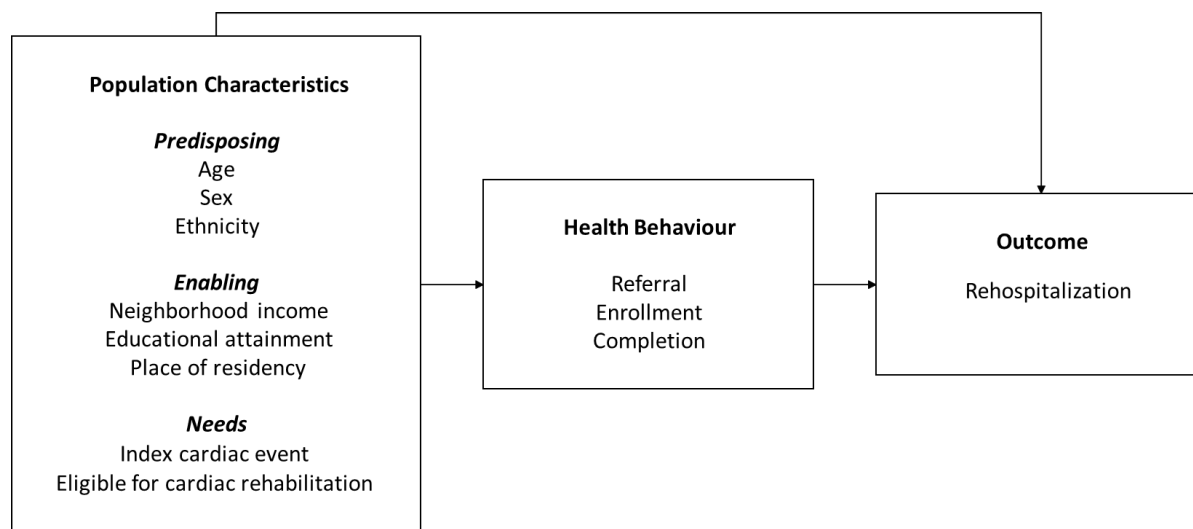 Population Characteristics
Predisposing
Age
Sex
Ethnicity
Enabling
Neighborhood income
Educational attainment
Place of residency
Needs
Index cardiac event
Eligible for cardiac rehabilitation
Health Behaviour
Referral
Enrollment
Completion
Outcome
Rehospitalization